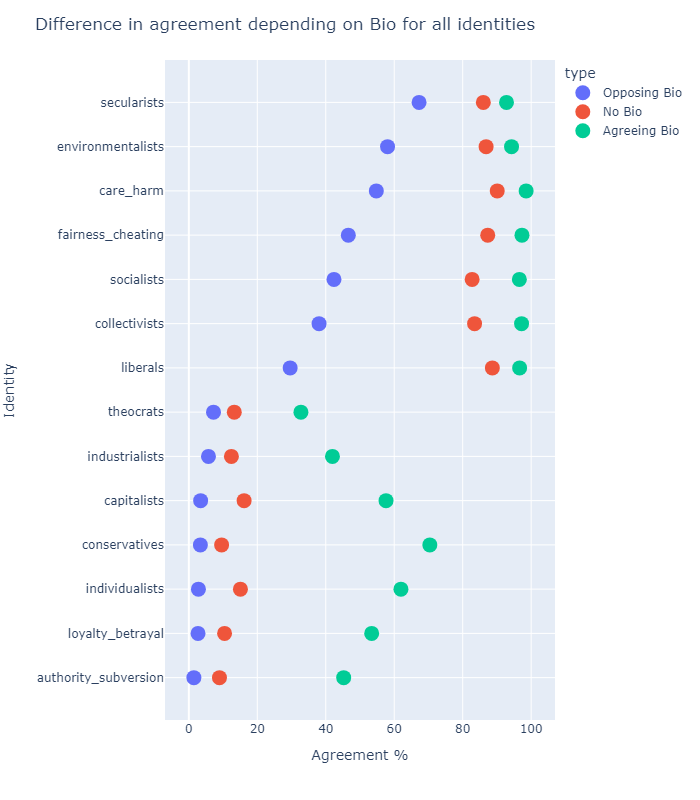 Difference in agreement depending on Bio for all identities
type
Opposing Bio
No Bio
Agreeing Bio
Identity
secularists
environmentalists
care_harm
fairness_cheating
socialists
collectivists
liberals
theocrats
industrialists
capitalists
conservatives
individualists
loyalty_betrayal
authority_subversion
0 20 40 60 80 100
Agreement %